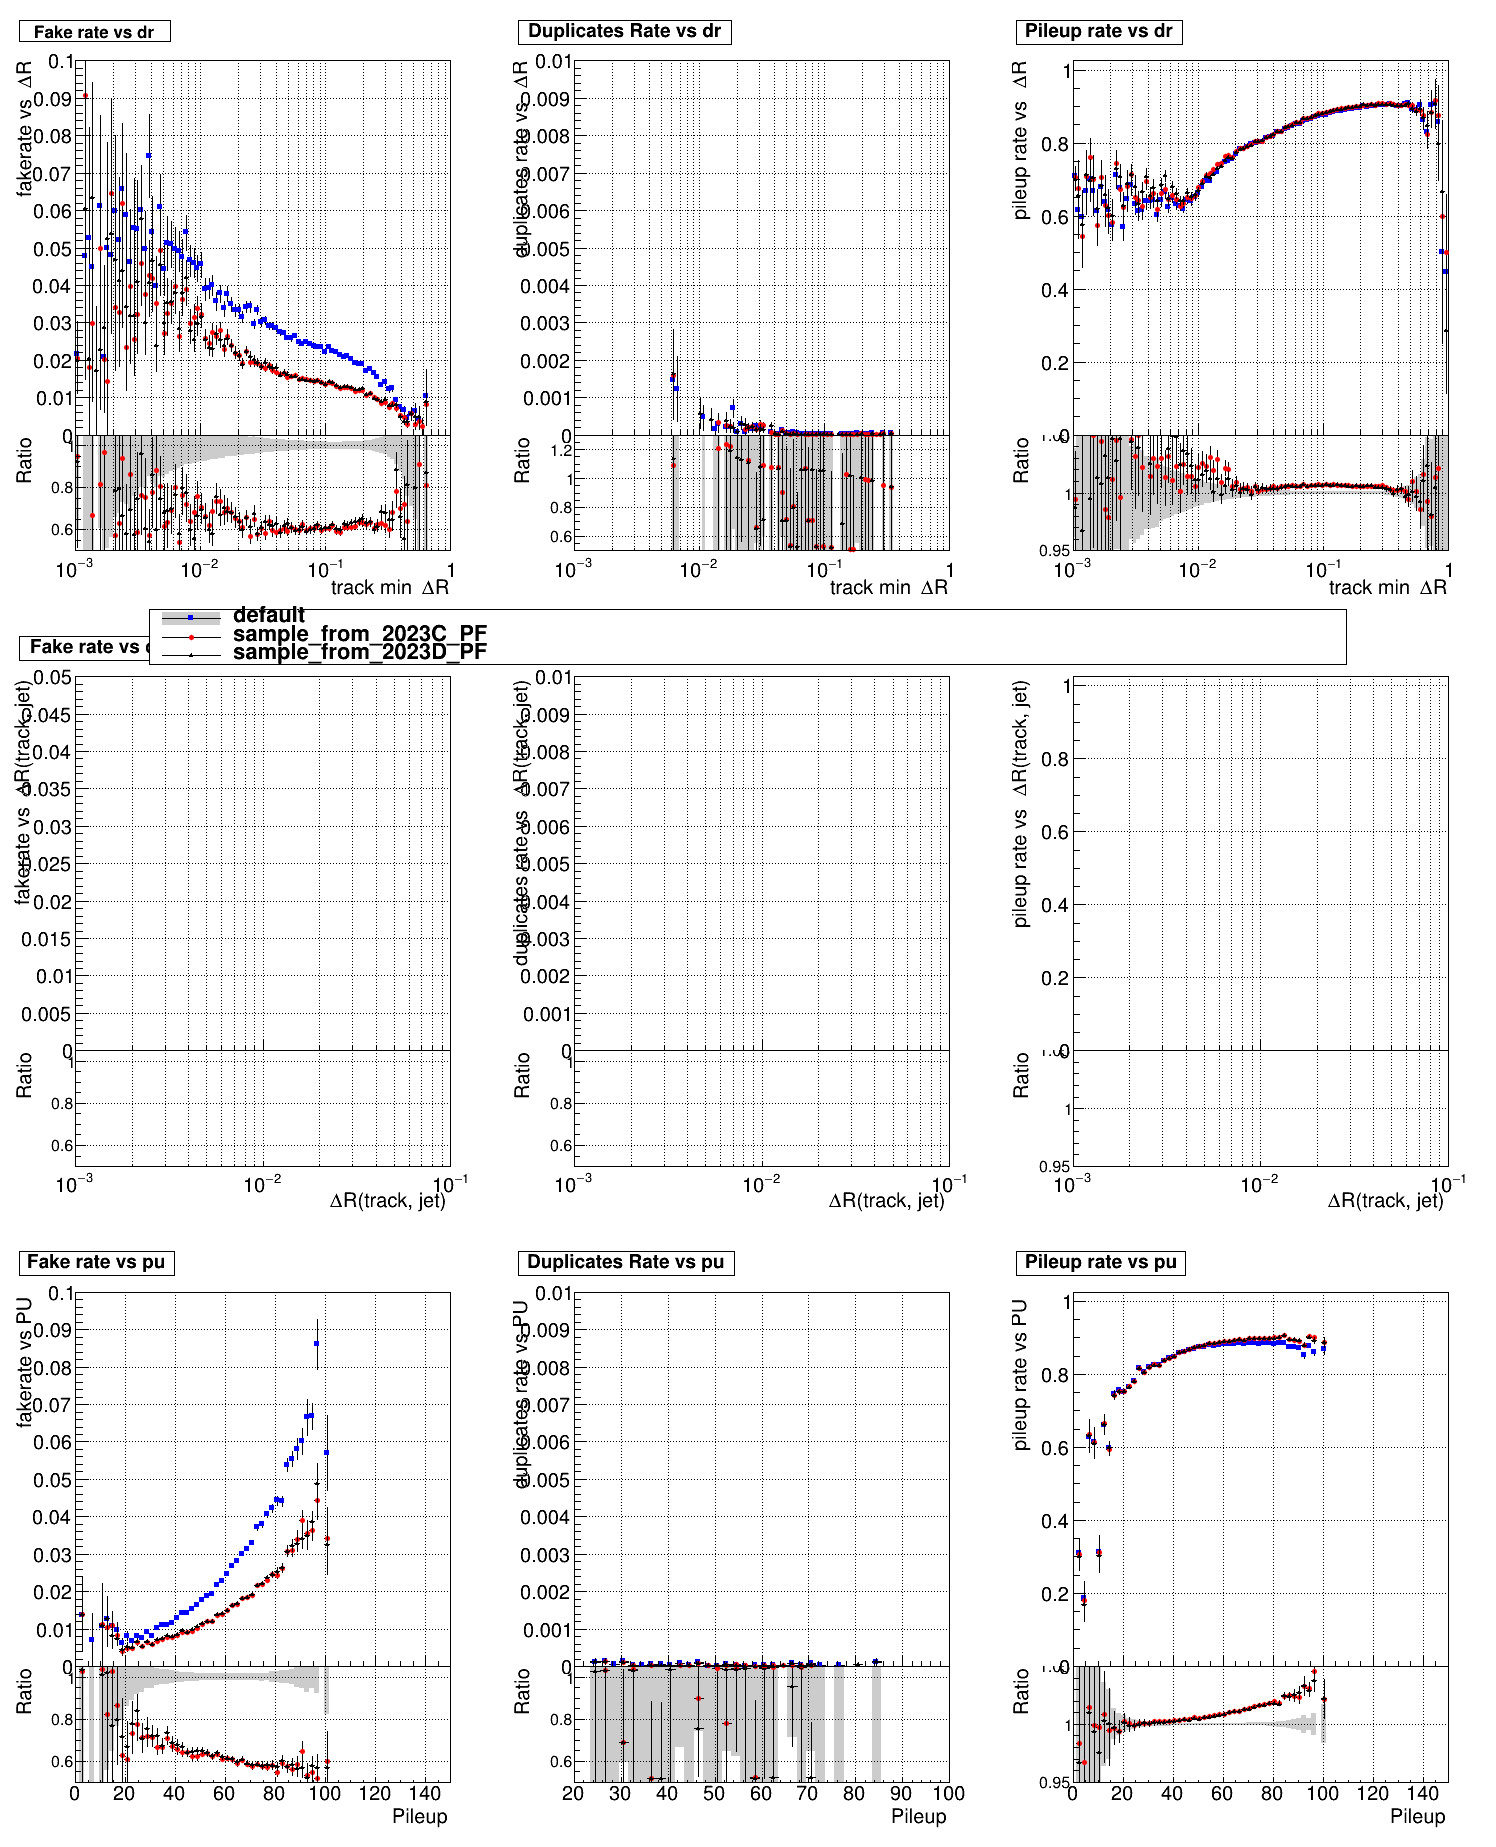 Fake rate vs dr
Duplicates Rate vs dr
Pileup rate vs dr
fakerate vs ΔR
0.1
0.09
0.08
0.07
0.06
0.05
0.04
0.03
0.02
0.01
0
Ratio
1
0.8
0.6
10⁻³ 10⁻² 10⁻¹ 1
track min ΔR
duplicates rate vs ΔR
0.01
0.009
0.008
0.007
0.006
0.005
0.004
0.003
0.002
0.001
0
Ratio
1.2
1
0.8
0.6
10⁻³ 10⁻² 10⁻¹ 1
track min ΔR
pileup rate vs ΔR
1
0.8
0.6
0.4
0.2
0
Ratio
1
0.95
10⁻³ 10⁻² 10⁻¹ 1
track min ΔR
default
sample_from_2023C_PF
sample_from_2023D_PF
Fake rate vs
fakerate vs ΔR(track, jet)
0.05
0.045
0.04
0.035
0.03
0.025
0.02
0.015
0.01
0.005
0
Ratio
1
0.8
0.6
10⁻³ 10⁻² 10⁻¹
ΔR(track, jet)
duplicates rate vs ΔR(track, jet)
0.01
0.009
0.008
0.007
0.006
0.005
0.004
0.003
0.002
0.001
0
Ratio
1
0.8
0.6
10⁻³ 10⁻² 10⁻¹
ΔR(track, jet)
pileup rate vs ΔR(track, jet)
1
0.8
0.6
0.4
0.2
0
Ratio
1
0.95
10⁻³ 10⁻² 10⁻¹
ΔR(track, jet)
Fake rate vs pu
Duplicates Rate vs pu
Pileup rate vs pu
fakerate vs PU
0.1
0.09
0.08
0.07
0.06
0.05
0.04
0.03
0.02
0.01
0
Ratio
1
0.8
0.6
0 20 40 60 80 100 120 140
Pileup
duplicates rate vs PU
0.01
0.009
0.008
0.007
0.006
0.005
0.004
0.003
0.002
0.001
0
Ratio
1
0.8
0.6
20 30 40 50 60 70 80 90 100
Pileup
pileup rate vs PU
1
0.8
0.6
0.4
0.2
0
Ratio
1
0.95
0 20 40 60 80 100 120 140
Pileup